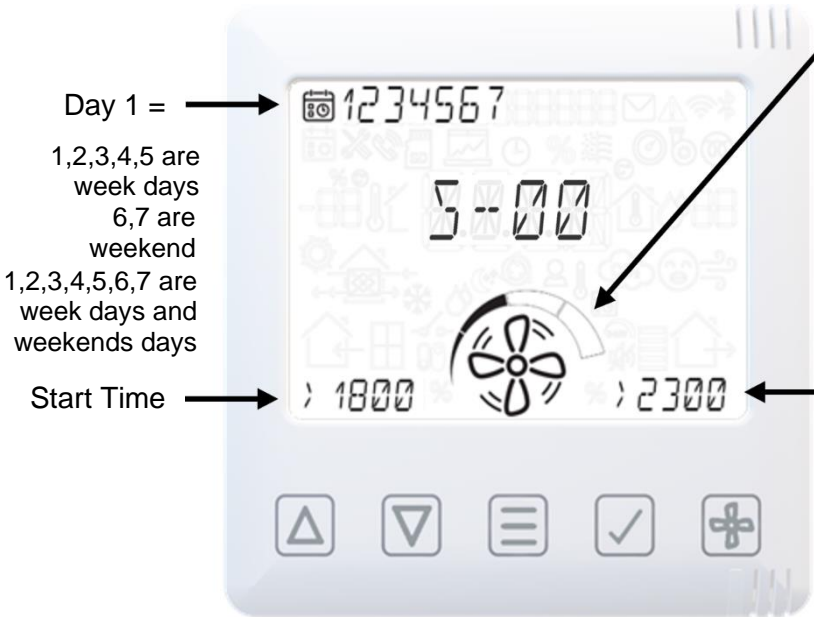 Day 1 =
1,2,3,4,5 are
week days
6,7 are
weekend
1,2,3,4,5,6,7 are
week days and
weekends days
Start Time
1234567
S-00
1800
2300